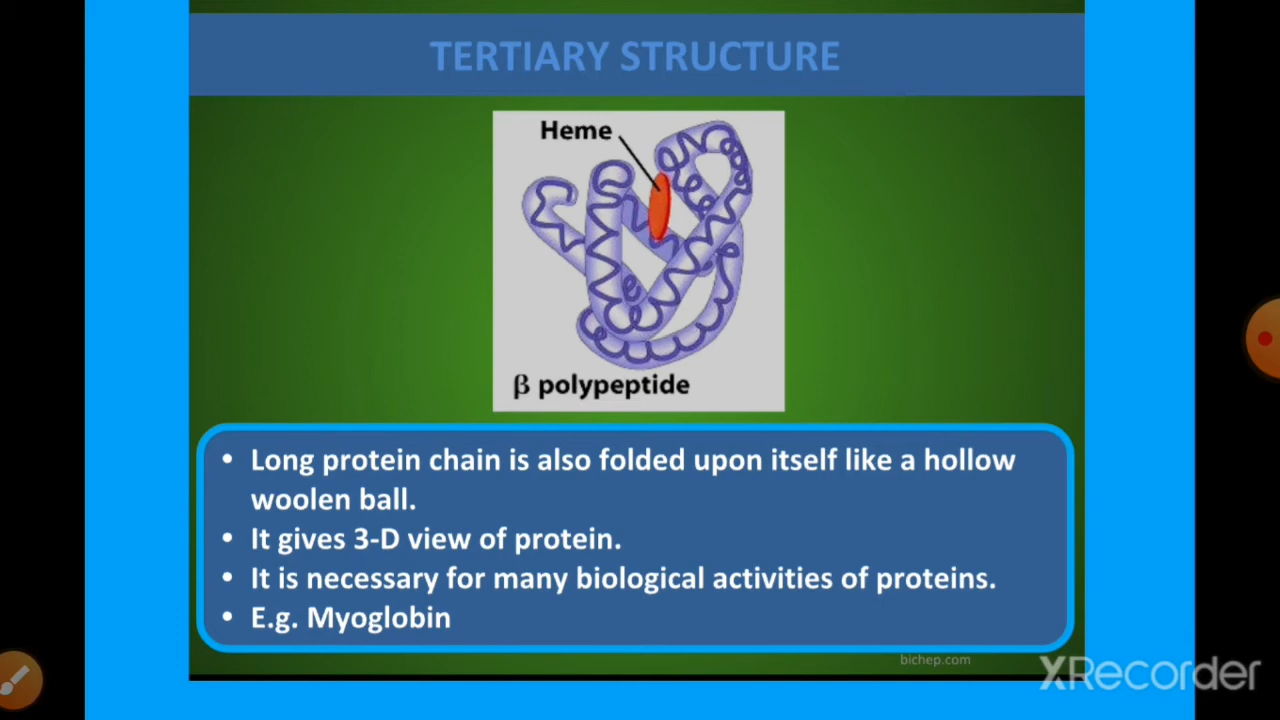 TERTIARY STRUCTURE
Heme
β polypeptide
• Long protein chain is also folded upon itself like a hollow
woolen ball.
• It gives 3-D view of protein.
• It is necessary for many biological activities of proteins.
• E.g. Myoglobin
bichep.com
XRecorder